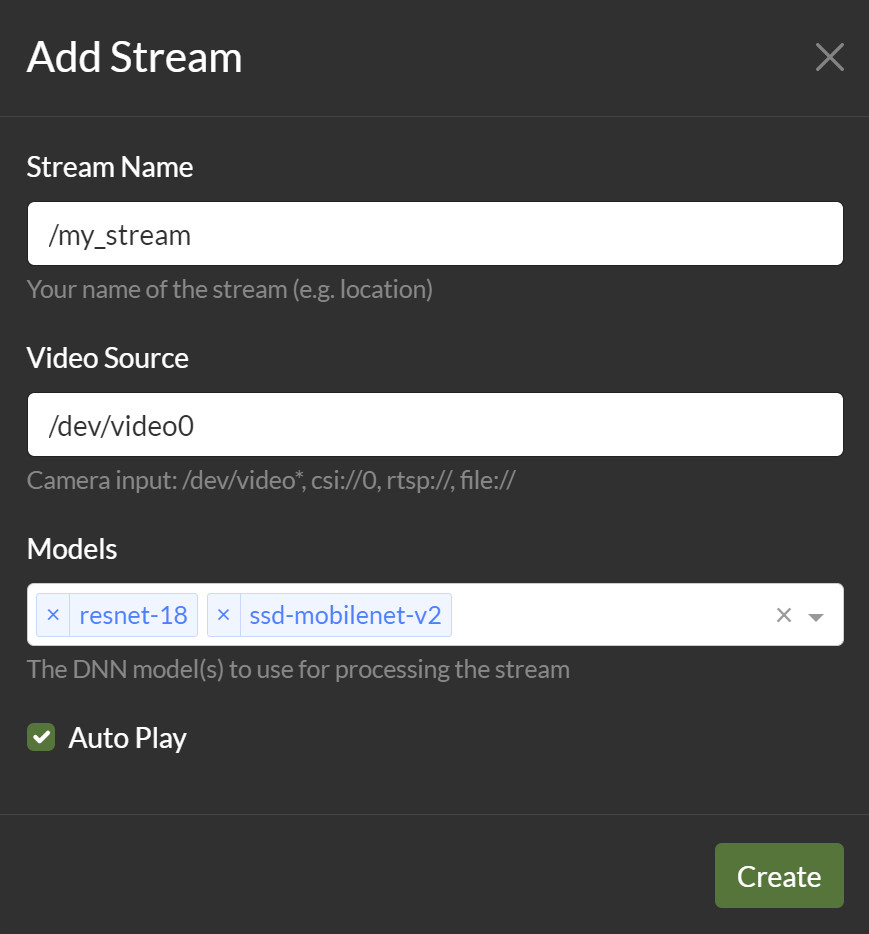 Add Stream
Stream Name
/my_stream
Your name of the stream (e.g. location)
Video Source
/dev/video0
Camera input: /dev/video*, csi://0, rtsp://, file://
Models
× resnet-18 × ssd-mobilenet-v2
The DNN model(s) to use for processing the stream
Auto Play
Create